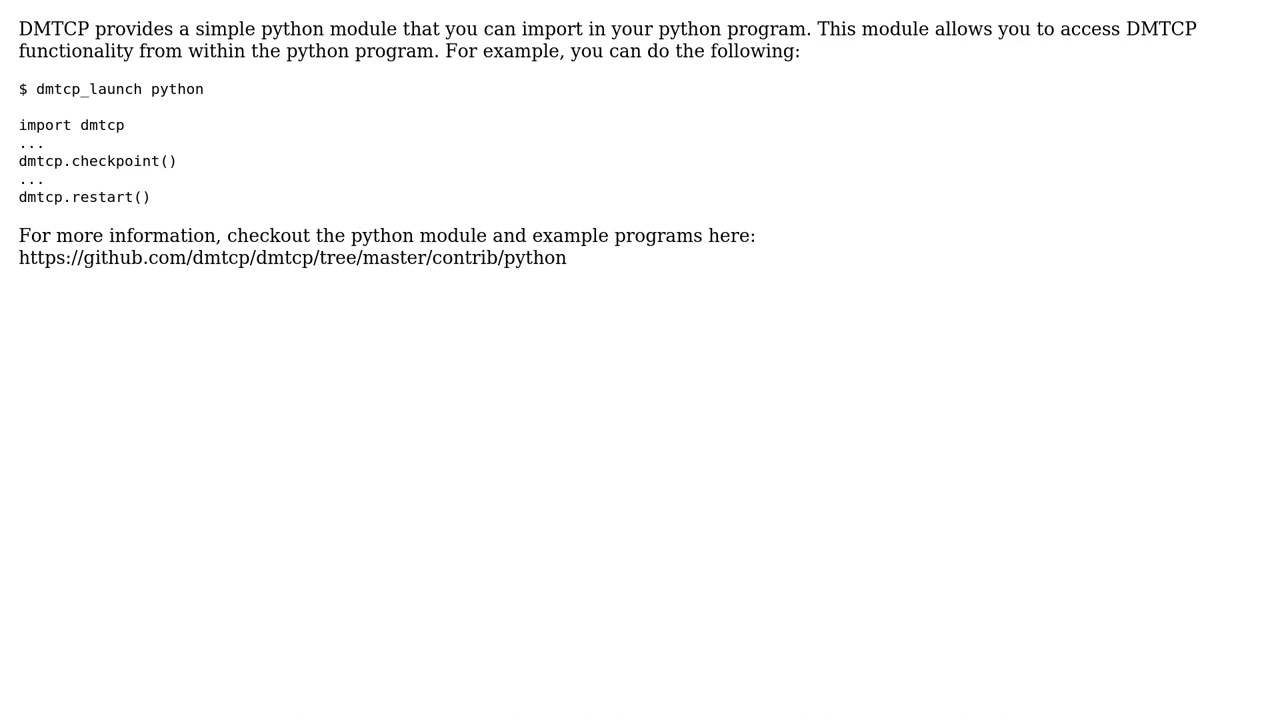 DMTCP provides a simple python module that you can import in your python program. This module allows you to access DMTCP
functionality from within the python program. For example, you can do the following:
$ dmtcp_launch python
import dmtcp
...
dmtcp.checkpoint()
...
dmtcp.restart()
For more information, checkout the python module and example programs here:
https://github.com/dmtcp/dmtcp/tree/master/contrib/python